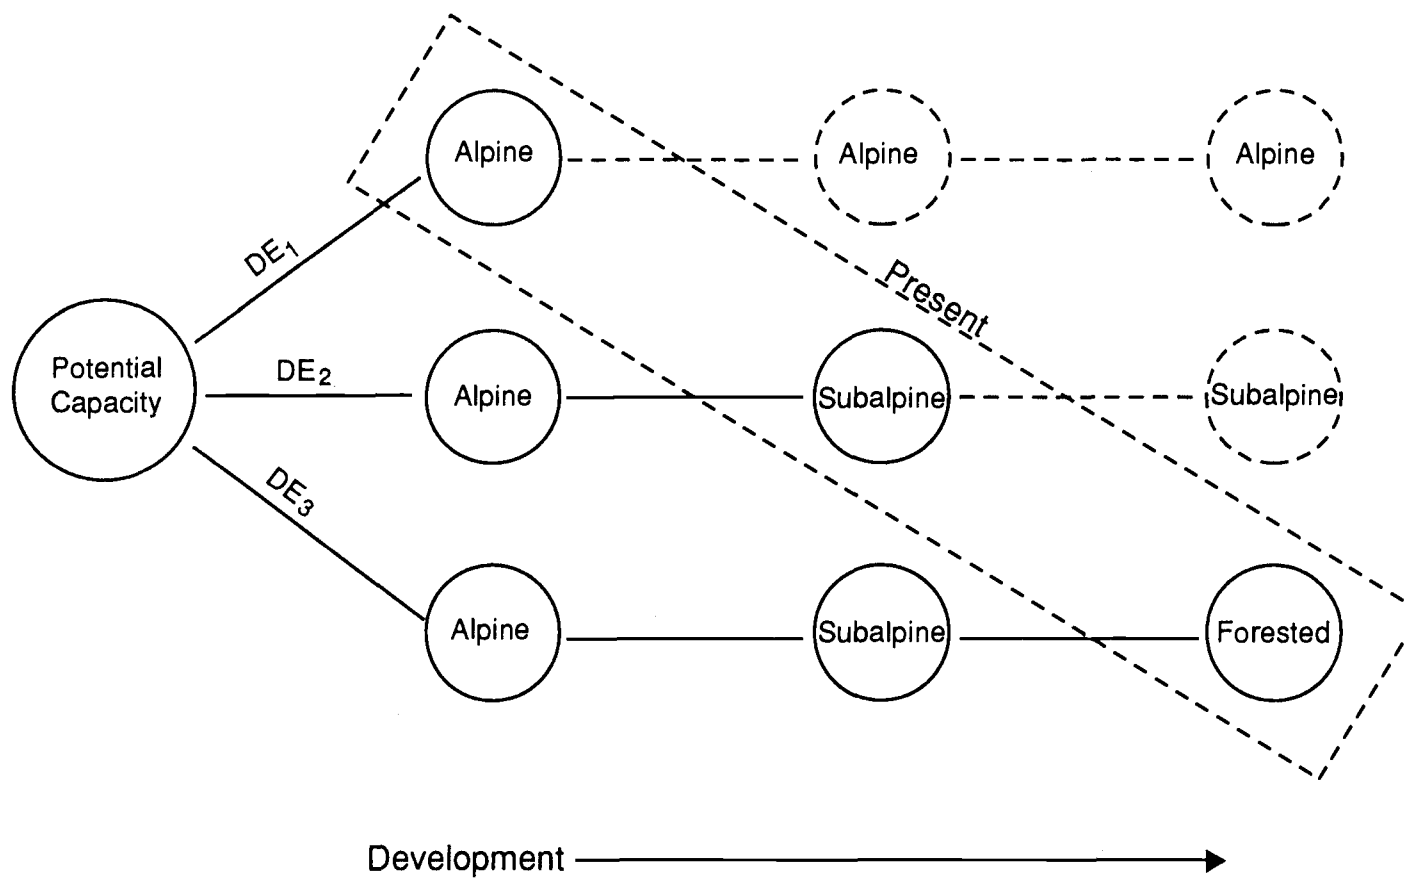 Alpine
Alpine
Alpine
DE₁
Present
Potential
Capacity
DE₂
Alpine
Subalpine
Subalpine
DE₃
Alpine
Subalpine
Forested
Development